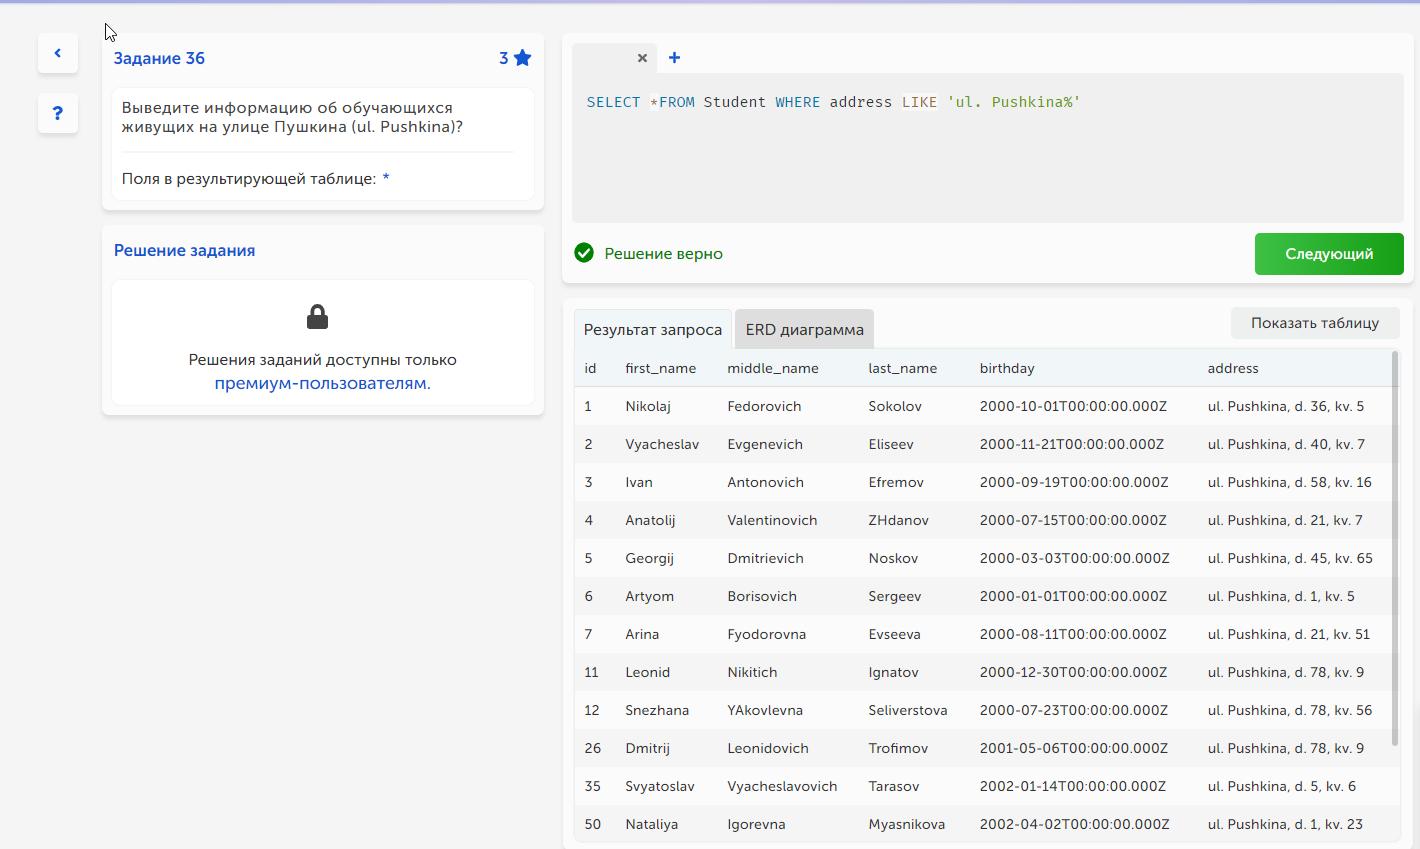 Задание 36
3
Выведите информацию об обучающихся
живущих на улице Пушкина (ul. Pushkina)?
Поля в результирующей таблице: *
?
Решение задания
Решения заданий доступны только
премиум-пользователям.
SELECT *FROM Student WHERE address LIKE 'ul. Pushkina%'
Решение верно
Следующий
Результат запроса ERD диаграмма Показать таблицу
id first_name middle_name last_name birthday address
1 Nikolaj Fedorovich Sokolov 2000-10-01T00:00:00.000Z ul. Pushkina, d. 36, kv. 5
2 Vyacheslav Evgenevich Eliseev 2000-11-21T00:00:00.000Z ul. Pushkina, d. 40, kv. 7
3 Ivan Antonovich Efremov 2000-09-19T00:00:00.000Z ul. Pushkina, d. 58, kv. 16
4 Anatolij Valentinovich ZHdanov 2000-07-15T00:00:00.000Z ul. Pushkina, d. 21, kv. 7
5 Georgij Dmitrievich Noskov 2000-03-03T00:00:00.000Z ul. Pushkina, d. 45, kv. 65
6 Artyom Borisovich Sergeev 2000-01-01T00:00:00.000Z ul. Pushkina, d. 1, kv. 5
7 Arina Fyodorovna Evseeva 2000-08-11T00:00:00.000Z ul. Pushkina, d. 21, kv. 51
11 Leonid Nikitich Ignatov 2000-12-30T00:00:00.000Z ul. Pushkina, d. 78, kv. 9
12 Snezhana YAkovlevna Seliverstova 2000-07-23T00:00:00.000Z ul. Pushkina, d. 78, kv. 56
26 Dmitrij Leonidovich Trofimov 2001-05-06T00:00:00.000Z ul. Pushkina, d. 78, kv. 9
35 Svyatoslav Vyacheslavovich Tarasov 2002-01-14T00:00:00.000Z ul. Pushkina, d. 5, kv. 6
50 Nataliya Igorevna Myasnikova 2002-04-02T00:00:00.000Z ul. Pushkina, d. 1, kv. 23